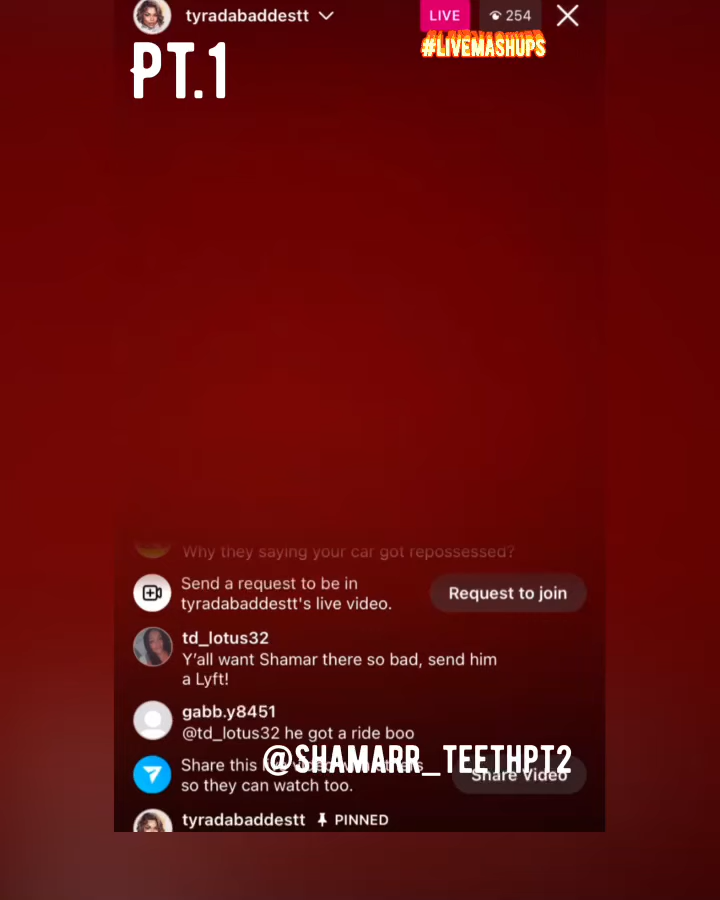 tyradabaddestt
LIVE
254
#LIVEMASHUPS
PT.1
Why they saying your car got repossessed?
Send a request to be in
tyradabaddestt's live video.
Request to join
td_lotus32
Y'all want Shamar there so bad, send him
a Lyft!
gabb.y8451
@td_lotus32 he got a ride boo
@SHAMARR_TEETHPT2
Share this
so they can watch too.
Share Video
tyradabaddestt PINNED